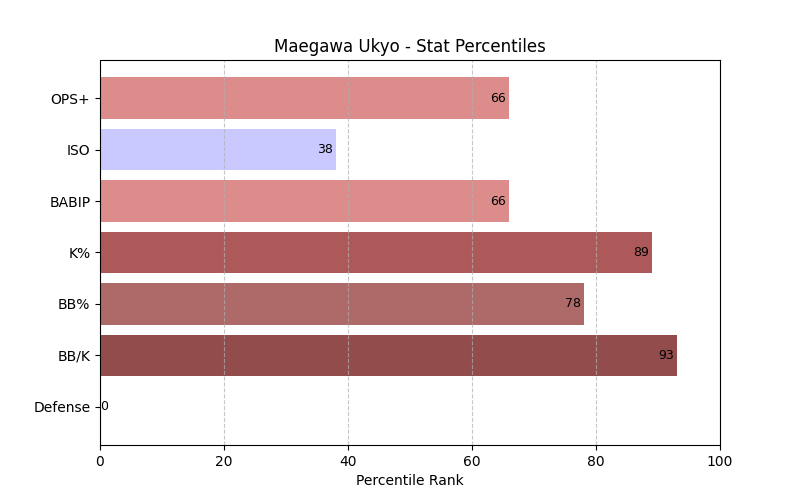 Maegawa Ukyo - Stat Percentiles
OPS+ 66
ISO 38
BABIP 66
K% 89
BB% 78
BB/K 93
Defense 0
0 20 40 60 80 100
Percentile Rank